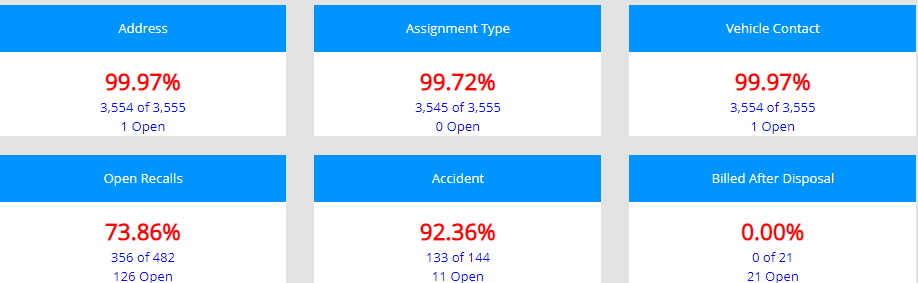 Address
99.97%
3,554 of 3,555
1 Open
Assignment Type
99.72%
3,545 of 3,555
0 Open
Vehicle Contact
99.97%
3,554 of 3,555
1 Open
Open Recalls
73.86%
356 of 482
126 Open
Accident
92.36%
133 of 144
11 Open
Billed After Disposal
0.00%
0 of 21
21 Open